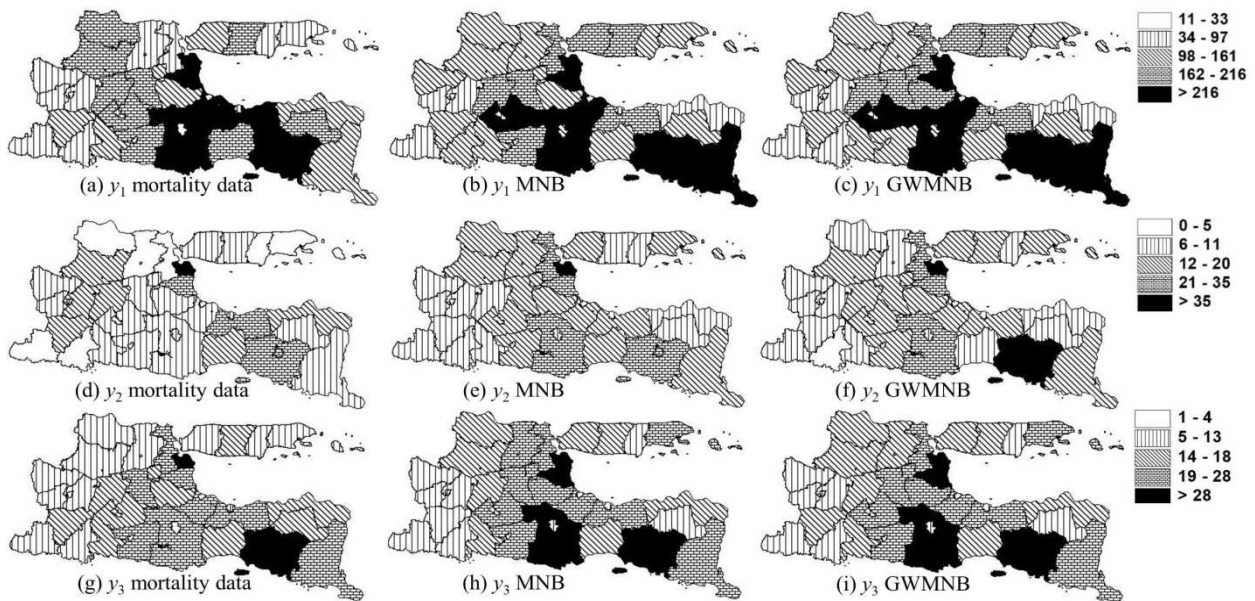 11 - 33
34 - 97
98 - 161
162 - 216
> 216
(a) y₁ mortality data
(b) y₁ MNB
(c) y₁ GWMNB
0 - 5
6 - 11
12 - 20
21 - 35
> 35
(d) y₂ mortality data
(e) y₂ MNB
(f) y₂ GWMNB
1 - 4
5 - 13
14 - 18
19 - 28
> 28
(g) y₃ mortality data
(h) y₃ MNB
(i) y₃ GWMNB